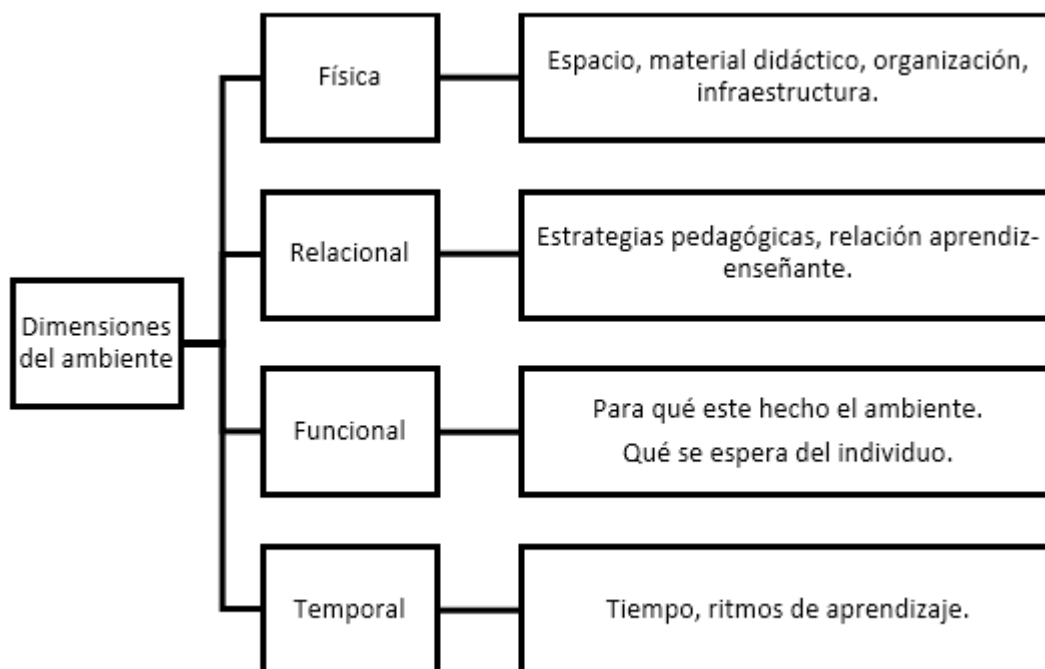 Dimensiones
del ambiente
Física
Espacio, material didáctico, organización,
infraestructura.
Relacional
Estrategias pedagógicas, relación aprendiz-
enseñante.
Funcional
Para qué este hecho el ambiente.
Qué se espera del individuo.
Temporal
Tiempo, ritmos de aprendizaje.